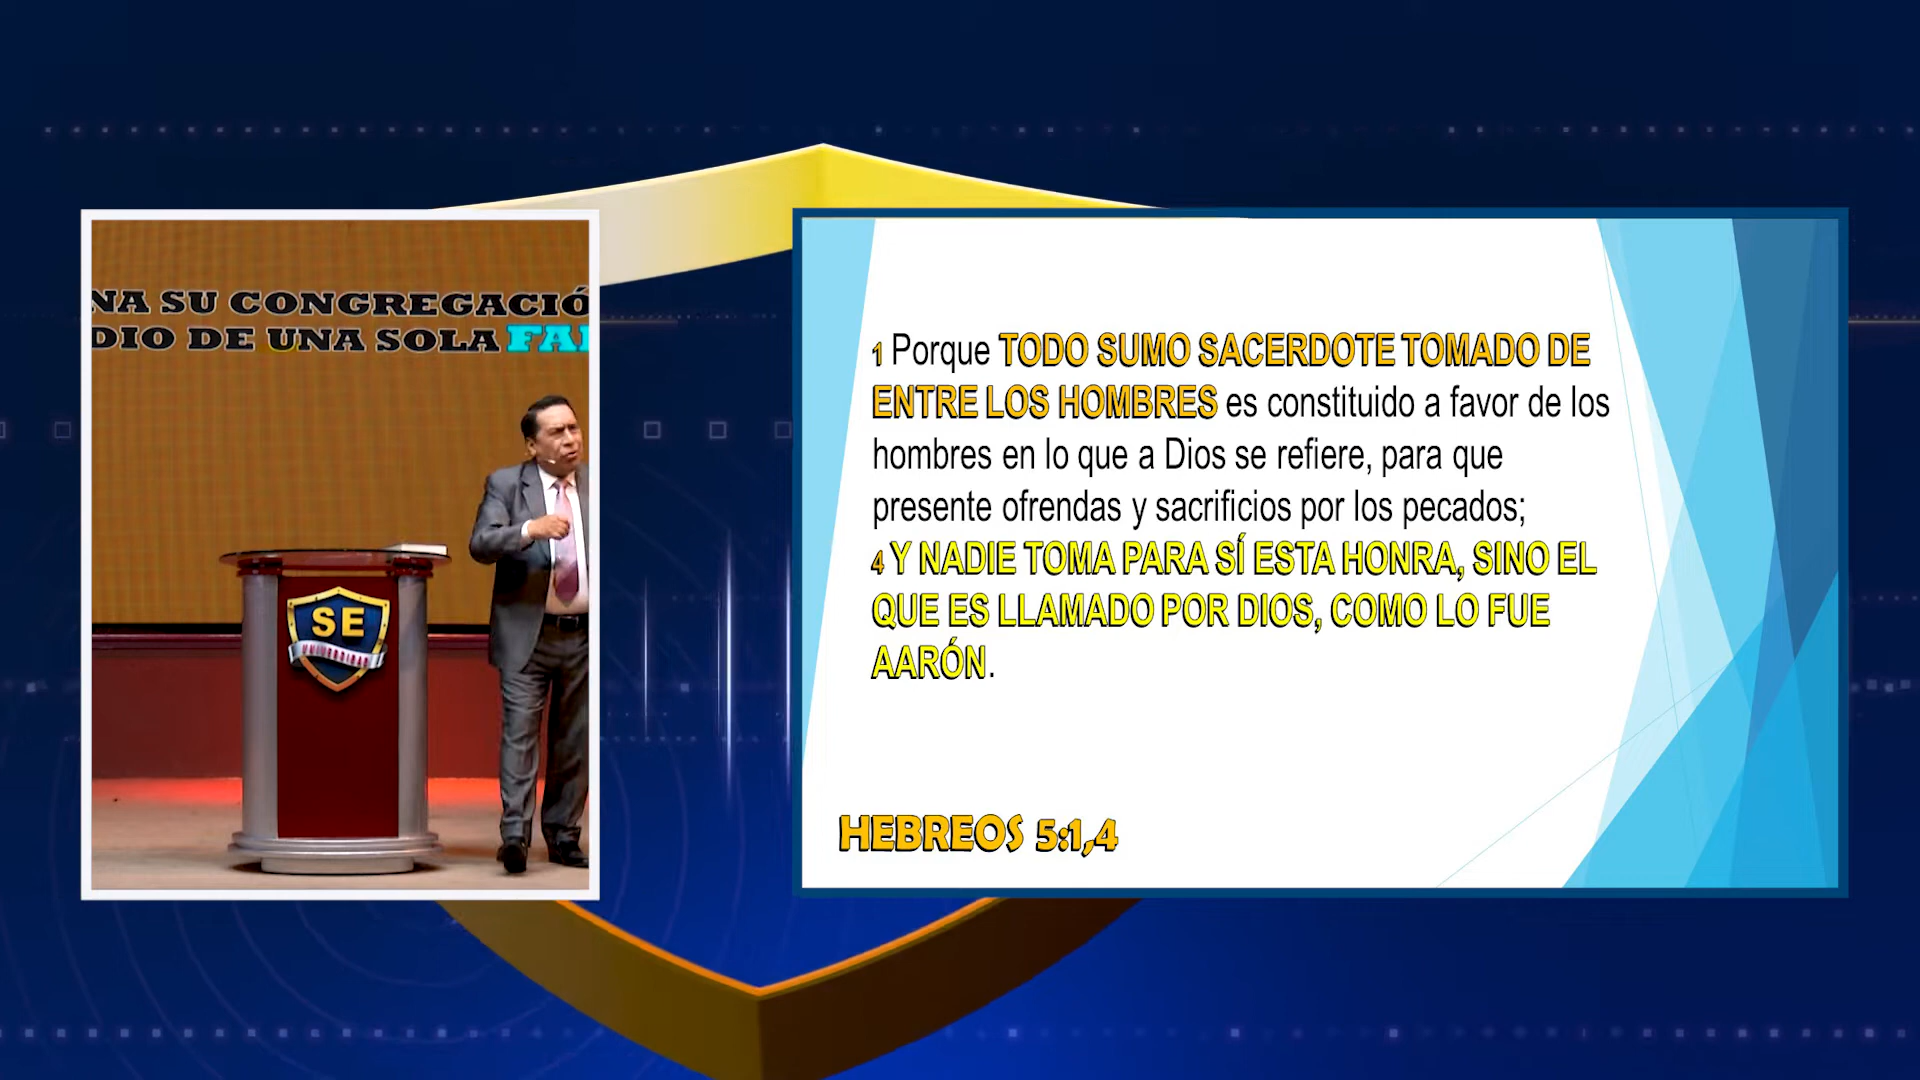 NA SU CONGREGACIÓ
DIO DE UNA SOLA FA
SE
UNIVERSIDAD
1 Porque TODO SUMO SACERDOTE TOMADO DE
ENTRE LOS HOMBRES es constituido a favor de los
hombres en lo que a Dios se refiere, para que
presente ofrendas y sacrificios por los pecados;
4 Y NADIE TOMA PARA SÍ ESTA HONRA, SINO EL
QUE ES LLAMADO POR DIOS, COMO LO FUE
AARÓN.
HEBREOS 5:1,4